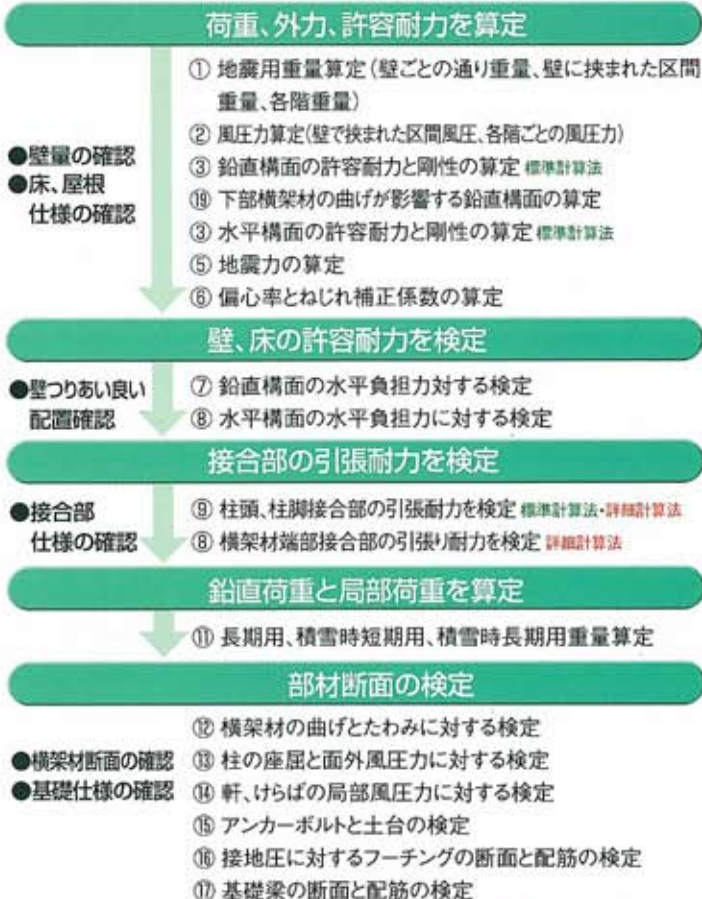 荷重、外力、許容耐力を算定
① 地震用重量算定(壁ごとの通り重量、壁に挟まれた区間
重量、各階重量)
② 風圧力算定(壁で挟まれた区間風圧、各階ごとの風圧力)
●壁量の確認
●床、屋根
仕様の確認
③ 鉛直構面の許容耐力と剛性の算定 標準計算法
⑲ 下部横架材の曲げが影響する鉛直構面の算定
③ 水平構面の許容耐力と剛性の算定 標準計算法
⑤ 地震力の算定
⑥ 偏心率とねじれ補正係数の算定
壁、床の許容耐力を検定
●壁つりあい良い
配置確認
⑦ 鉛直構面の水平負担力対する検定
⑧ 水平構面の水平負担力に対する検定
接合部の引張耐力を検定
●接合部
仕様の確認
⑨ 柱頭、柱脚接合部の引張耐力を検定 標準計算法・詳細計算法
⑧ 横架材端部接合部の引張り耐力を検定 詳細計算法
鉛直荷重と局部荷重を算定
⑪ 長期用、積雪時短期用、積雪時長期用重量算定
部材断面の検定
●横架材断面の確認
●基礎仕様の確認
⑫ 横架材の曲げとたわみに対する検定
⑬ 柱の座屈と面外風圧力に対する検定
⑭ 軒、けらばの局部風圧力に対する検定
⑮ アンカーボルトと土台の検定
⑯ 接地圧に対するフーチングの断面と配筋の検定
⑰ 基礎梁の断面と配筋の検定